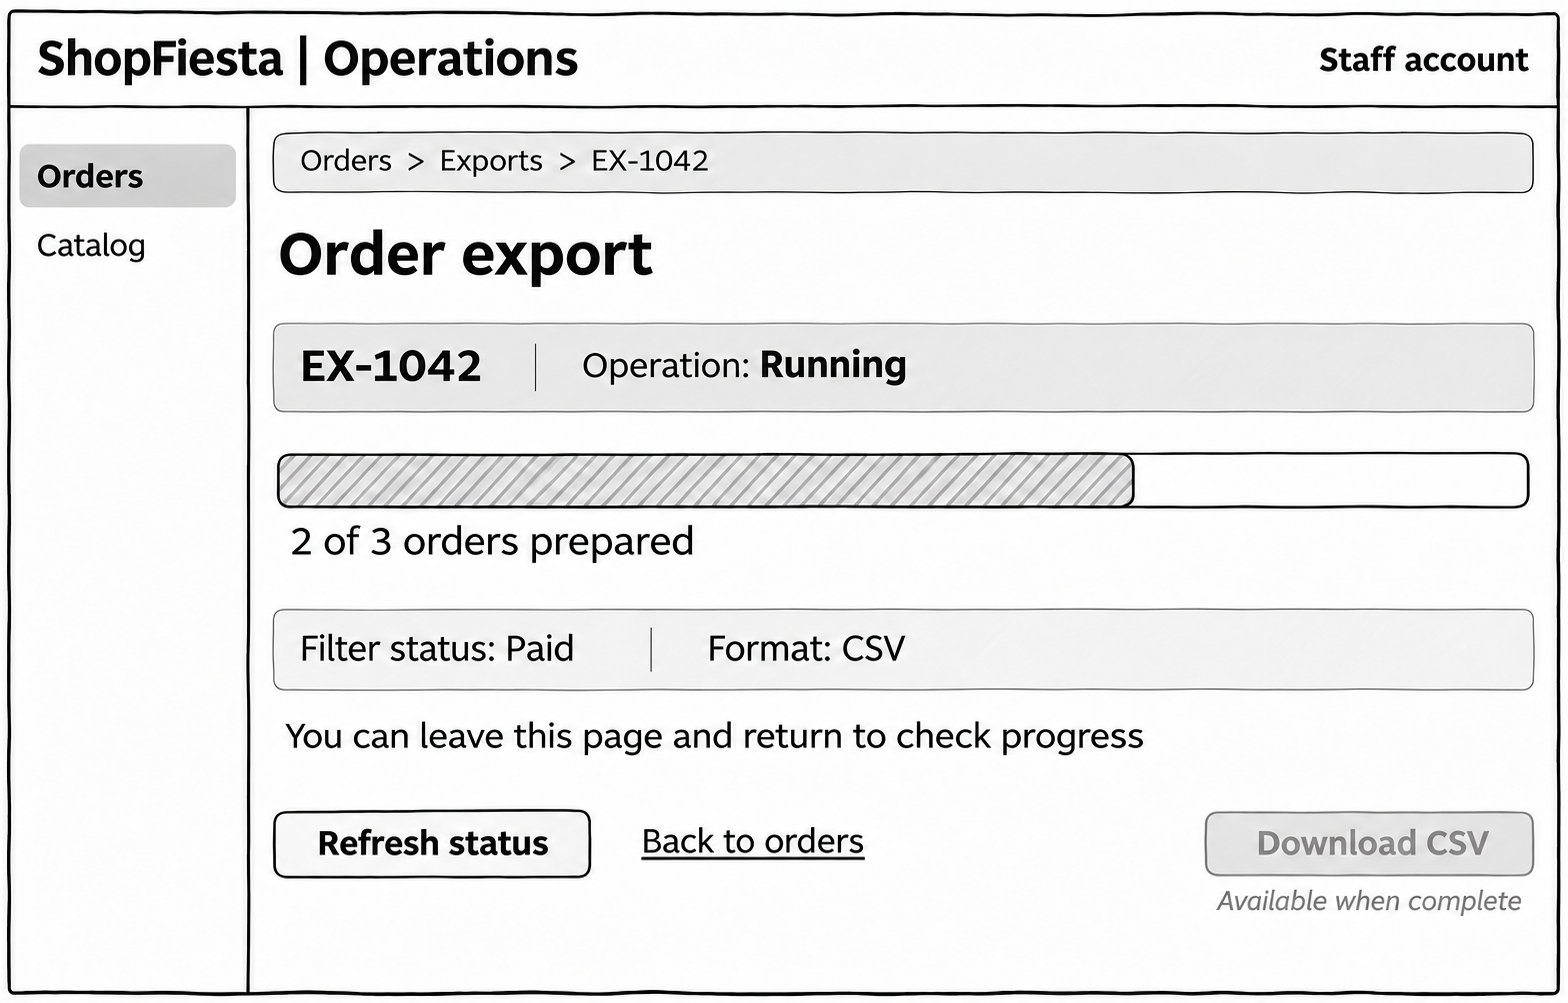 ShopFiesta | Operations
Staff account
Orders
Catalog
Orders > Exports > EX-1042
Order export
EX-1042
Operation: Running
2 of 3 orders prepared
Filter status: Paid
Format: CSV
You can leave this page and return to check progress
Refresh status
Back to orders
Download CSV
Available when complete